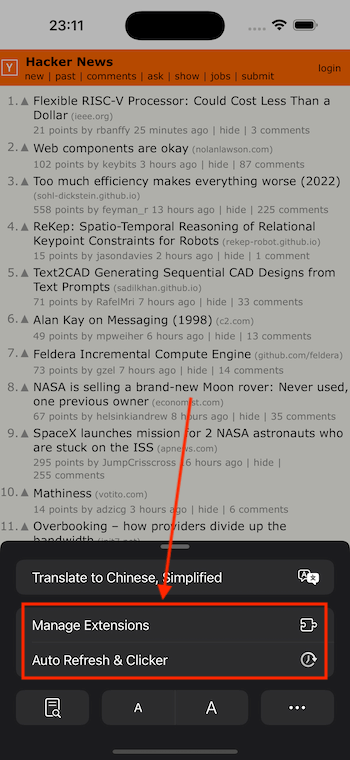 23:11
Y
Hacker News
new | past | comments | ask | show | jobs | submit
login
1. Flexible RISC-V Processor: Could Cost Less Than a
Dollar (ieee.org)
21 points by rbanffy 25 minutes ago | hide | 3 comments
2. Web components are okay (nolanlawson.com)
102 points by keybits 3 hours ago | hide | 87 comments
3. Too much efficiency makes everything worse (2022)
(sohl-dickstein.github.io)
558 points by feyman_r 13 hours ago | hide | 225 comments
4. ReKep: Spatio-Temporal Reasoning of Relational
Keypoint Constraints for Robots (rekep-robot.github.io)
15 points by jasondavies 2 hours ago | hide | 1 comment
5. Text2CAD Generating Sequential CAD Designs from
Text Prompts (sadilkhan.github.io)
71 points by RafelMri 7 hours ago | hide | 33 comments
6. Alan Kay on Messaging (1998) (c2.com)
49 points by mpweiher 6 hours ago | hide | 13 comments
7. Feldera Incremental Compute Engine (github.com/feldera)
73 points by gzel 7 hours ago | hide | 14 comments
8. NASA is selling a brand-new Moon rover: Never used,
one previous owner (economist.com)
67 points by helsinkiandrew 8 hours ago | hide | 35 comments
9. SpaceX launches mission for 2 NASA astronauts who
are stuck on the ISS (apnews.com)
295 points by JumpCrisscross 16 hours ago | hide |
255 comments
10. Mathiness (votito.com)
14 points by adzicg 3 hours ago | hide | 6 comments
11. Overbooking – how providers divide up the
bandwidth
Translate to Chinese, Simplified
Manage Extensions
Auto Refresh & Clicker
A
A